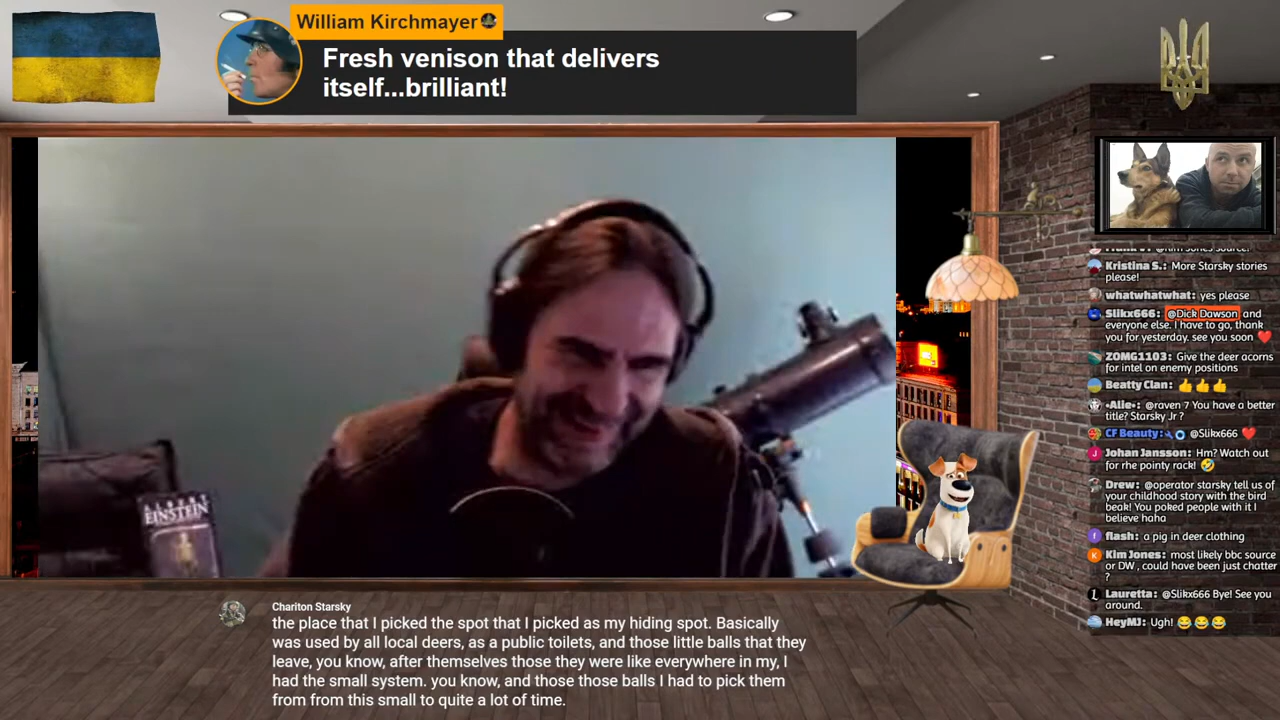 William Kirchmayer
Fresh venison that delivers
itself...brilliant!
ALBERT
EINSTEIN
Kristina S.: More Starsky stories
please!
whatwhatwhat: yes please
Slikx666: @Dick Dawson and
everyone else. I have to go, thank
you for yesterday. see you soon ❤️
ZOMG1103: Give the deer acorns
for intel on enemy positions
Beatty Clan: 👍👍👍
•Alie•: @raven 7 You have a better
title? Starsky Jr ?
CF Beauty: @Slikx666 ❤️
Johan Jansson: Hm? Watch out
for rhe pointy rack! 🤣
Drew: @operator starsky tell us of
your childhood story with the bird
beak! You poked people with it I
believe haha
flash: a pig in deer clothing
Kim Jones: most likely bbc source
or DW , could have been just chatter
?
Lauretta: @Slikx666 Bye! See you
around.
HeyMJ: Ugh! 😂😂😂
Chariton Starsky
the place that I picked the spot that I picked as my hiding spot. Basically
was used by all local deers, as a public toilets, and those little balls that they
leave, you know, after themselves those they were like everywhere in my, I
had the small system. you know, and those those balls I had to pick them
from from this small to quite a lot of time.